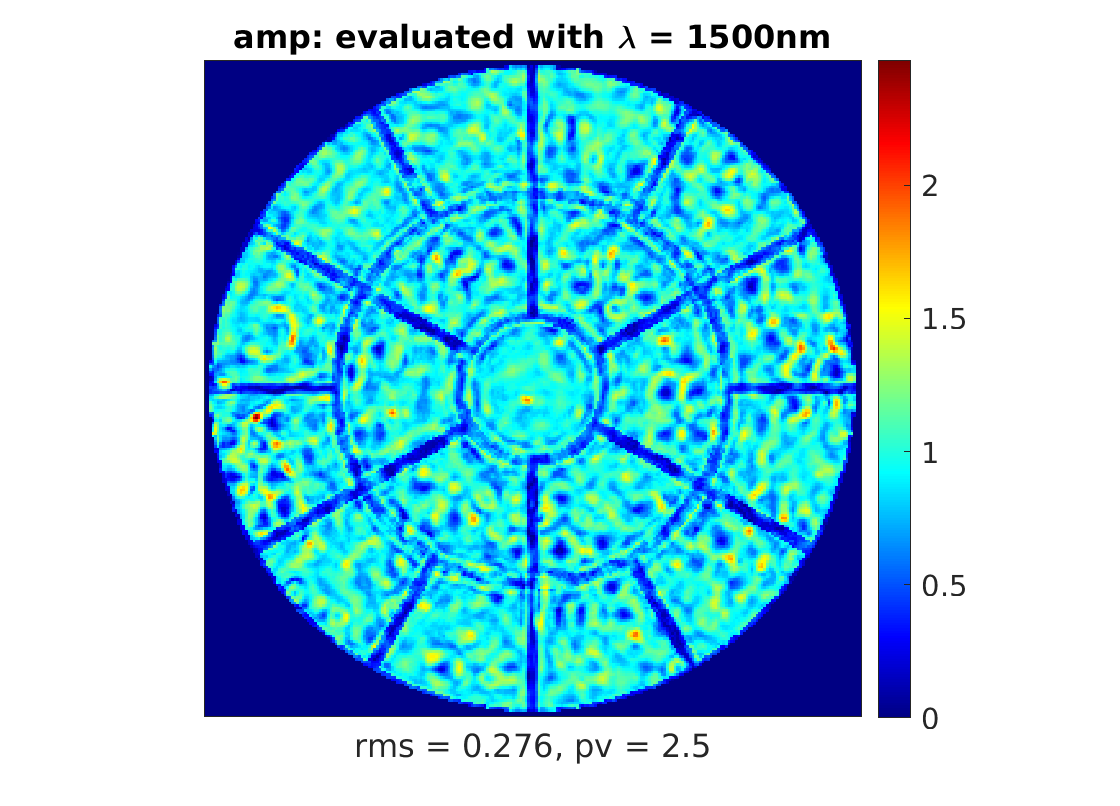 amp: evaluated with λ = 1500nm
2
1.5
1
0.5
0
rms = 0.276, pv = 2.5